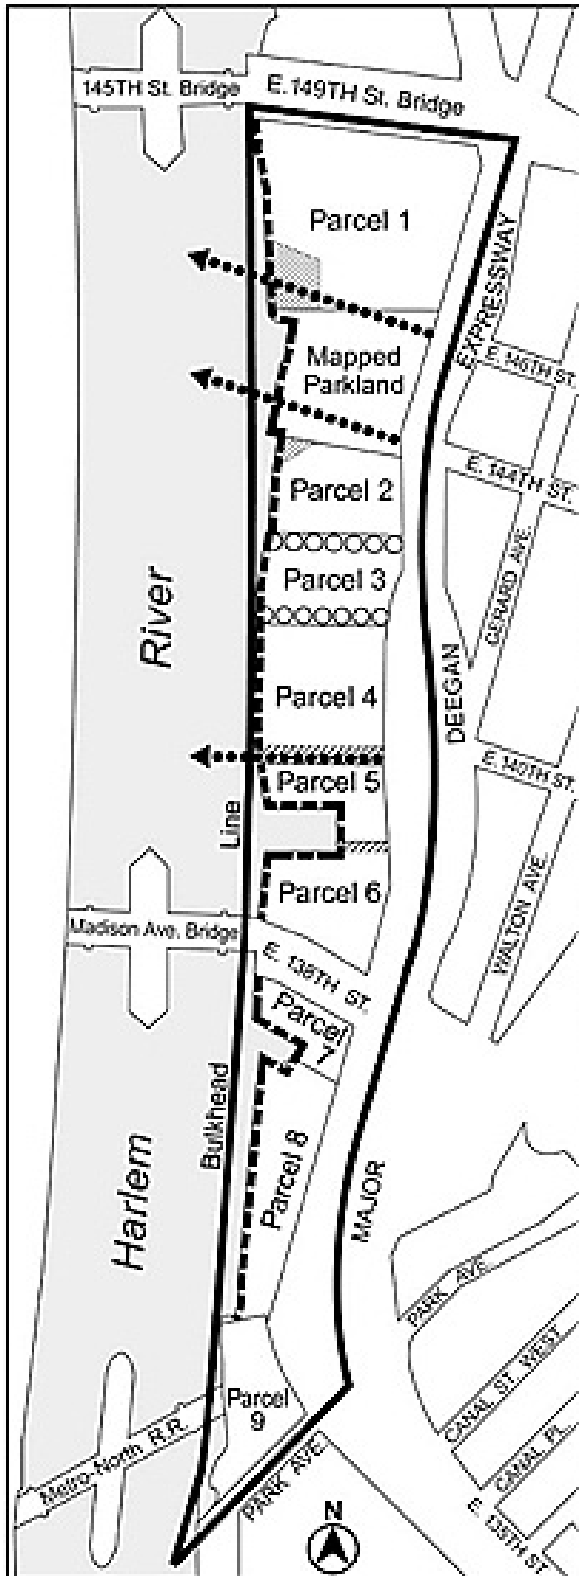 145TH St. Bridge
E. 149TH St. Bridge
Parcel 1
EXPRESSWAY
E. 146TH ST.
Mapped
Parkland
E. 144TH ST.
Parcel 2
GERARD AVE.
Parcel 3
River
DEEGAN
Parcel 4
E. 140TH ST.
Parcel 5
Line
Parcel 6
WALTON AVE.
Madison Ave. Bridge
E. 138TH ST.
Parcel
7
Bulkhead
Parcel 8
Harlem
MAJOR
PARK AVE.
CANAL ST. WEST
Parcel
9
CANAL PL.
Metro-North R.R.
PARK AVE.
E. 135TH ST
N